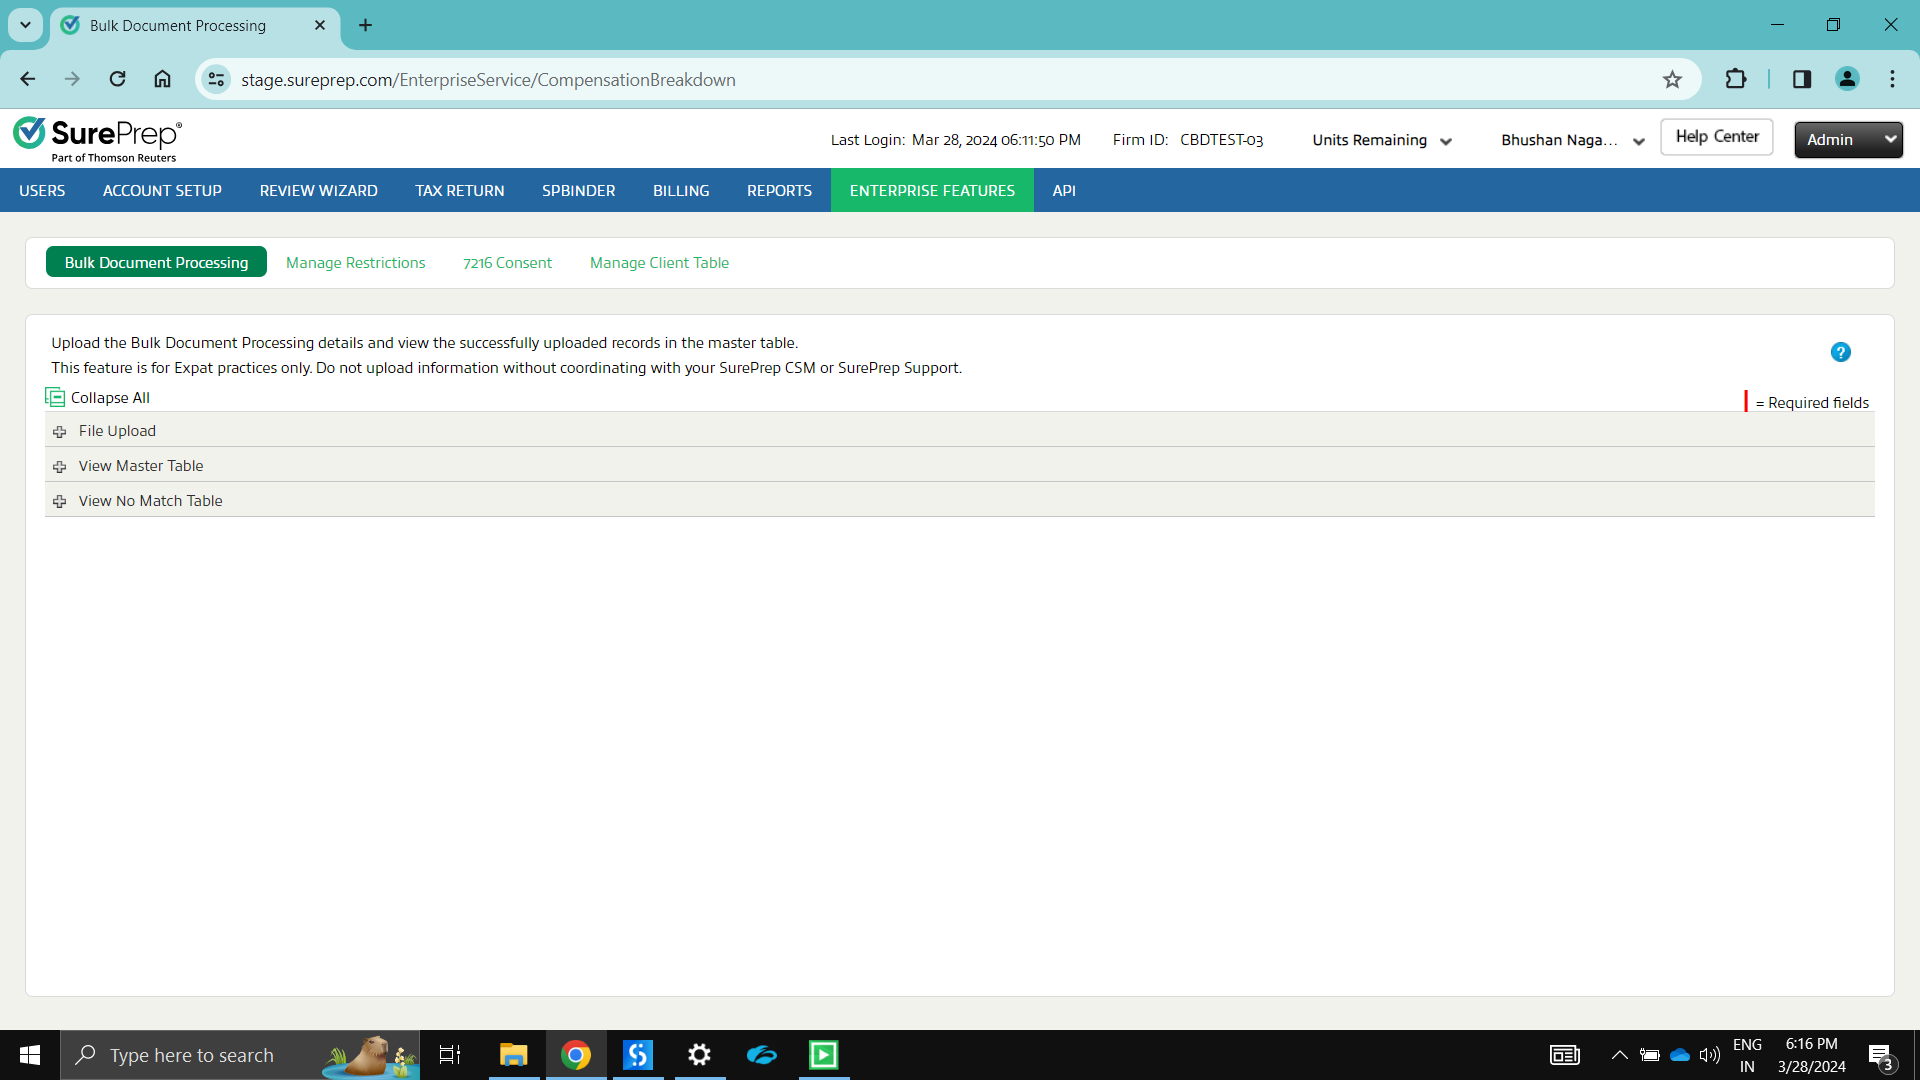 Bulk Document Processing
stage.sureprep.com/EnterpriseService/CompensationBreakdown
SurePrep®
Part of Thomson Reuters
Last Login: Mar 28, 2024 06:11:50 PM
Firm ID: CBDTEST-03
Units Remaining
Bhushan Naga...
Help Center
Admin
USERS
ACCOUNT SETUP
REVIEW WIZARD
TAX RETURN
SPBINDER
BILLING
REPORTS
ENTERPRISE FEATURES
API
Bulk Document Processing
Manage Restrictions
7216 Consent
Manage Client Table
Upload the Bulk Document Processing details and view the successfully uploaded records in the master table.
?
This feature is for Expat practices only. Do not upload information without coordinating with your SurePrep CSM or SurePrep Support.
Collapse All
= Required fields
File Upload
View Master Table
View No Match Table
Type here to search
ENG
IN
6:16 PM
3/28/2024
3